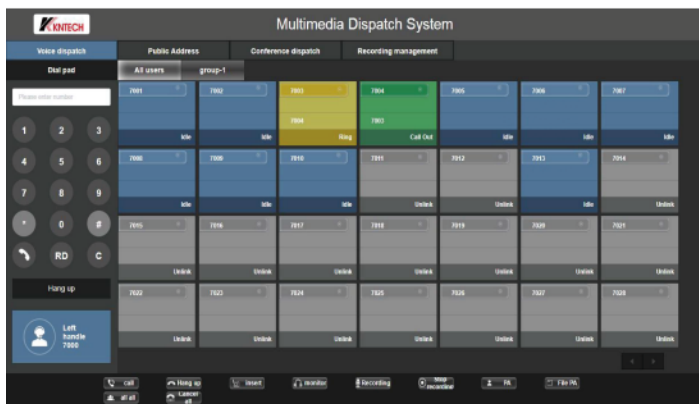 KNTECH
Multimedia Dispatch System
Voice dispatch
Public Address
Conference dispatch
Recording management
Dial pad
All users
group-1
Please enter number
1 2 3
4 5 6
7 8 9
* 0 #
RD C
Hang up
Left
handle
7000
7001 7002 7003 7004 7005 7006 7007
7004 7003
Idle Idle Ring Call Out Idle Idle Idle
7008 7009 7010 7011 7012 7013 7014
Idle Idle Idle Unlink Unlink Idle Unlink
7015 7016 7017 7018 7019 7020 7021
Unlink Unlink Unlink Unlink Unlink Unlink Unlink
7022 7023 7024 7025 7026 7027 7028
Unlink Unlink Unlink Unlink Unlink Unlink Unlink
call Hang up insert monitor Recording Stop recording PA File PA
all all Cancel all